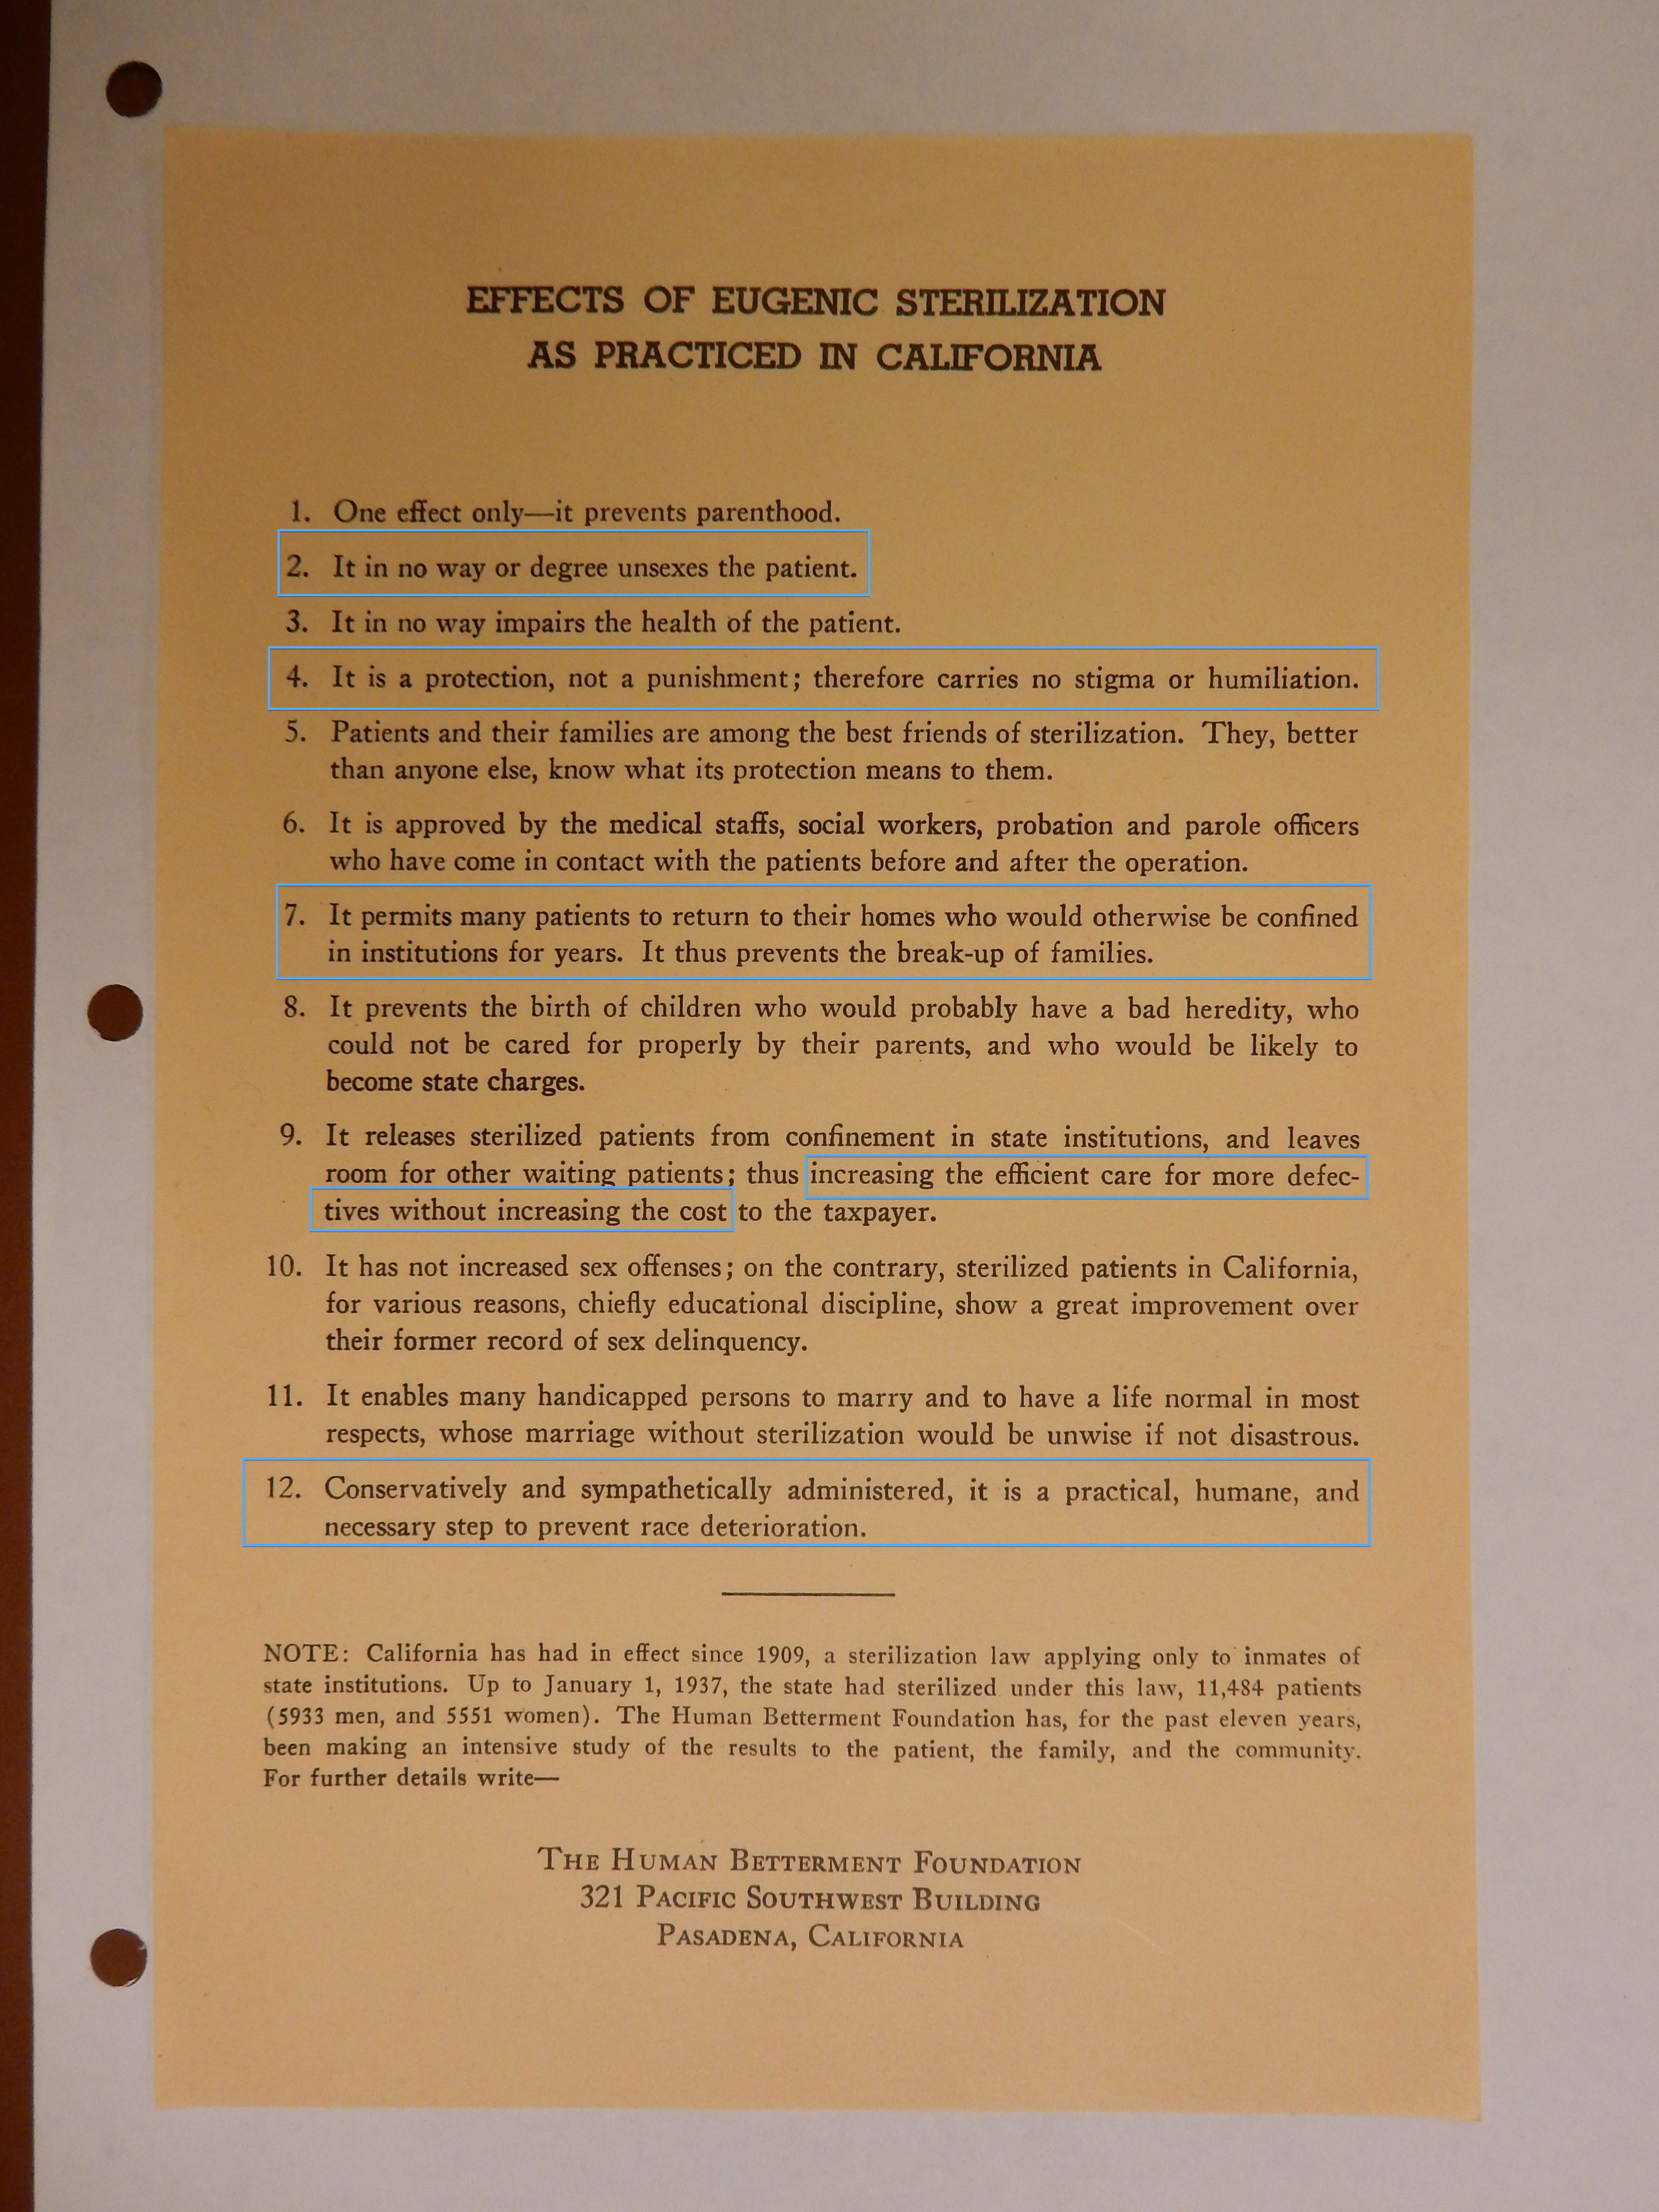 EFFECTS OF EUGENIC STERILIZATION
AS PRACTICED IN CALIFORNIA
1. One effect only—it prevents parenthood.
2. It in no way or degree unsexes the patient.
3. It in no way impairs the health of the patient.
4. It is a protection, not a punishment; therefore carries no stigma or humiliation.
5. Patients and their families are among the best friends of sterilization. They, better
than anyone else, know what its protection means to them.
6. It is approved by the medical staffs, social workers, probation and parole officers
who have come in contact with the patients before and after the operation.
7. It permits many patients to return to their homes who would otherwise be confined
in institutions for years. It thus prevents the break-up of families.
8. It prevents the birth of children who would probably have a bad heredity, who
could not be cared for properly by their parents, and who would be likely to
become state charges.
9. It releases sterilized patients from confinement in state institutions, and leaves
room for other waiting patients; thus increasing the efficient care for more defec-
tives without increasing the cost to the taxpayer.
10. It has not increased sex offenses; on the contrary, sterilized patients in California,
for various reasons, chiefly educational discipline, show a great improvement over
their former record of sex delinquency.
11. It enables many handicapped persons to marry and to have a life normal in most
respects, whose marriage without sterilization would be unwise if not disastrous.
12. Conservatively and sympathetically administered, it is a practical, humane, and
necessary step to prevent race deterioration.
NOTE: California has had in effect since 1909, a sterilization law applying only to inmates of
state institutions. Up to January 1, 1937, the state had sterilized under this law, 11,484 patients
(5933 men, and 5551 women). The Human Betterment Foundation has, for the past eleven years,
been making an intensive study of the results to the patient, the family, and the community.
For further details write—
THE HUMAN BETTERMENT FOUNDATION
321 PACIFIC SOUTHWEST BUILDING
PASADENA, CALIFORNIA